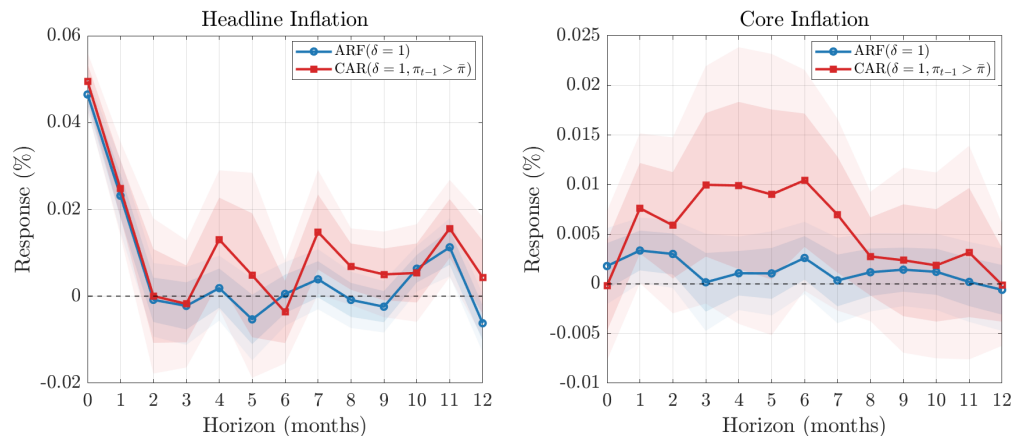 Headline Inflation
ARF(δ = 1)
CAR(δ = 1, π_{t−1} > π̄)
0.06
0.04
0.02
0
-0.02
Response (%)
0 1 2 3 4 5 6 7 8 9 10 11 12
Horizon (months)
Core Inflation
ARF(δ = 1)
CAR(δ = 1, π_{t−1} > π̄)
0.025
0.02
0.015
0.01
0.005
0
-0.005
-0.01
Response (%)
0 1 2 3 4 5 6 7 8 9 10 11 12
Horizon (months)